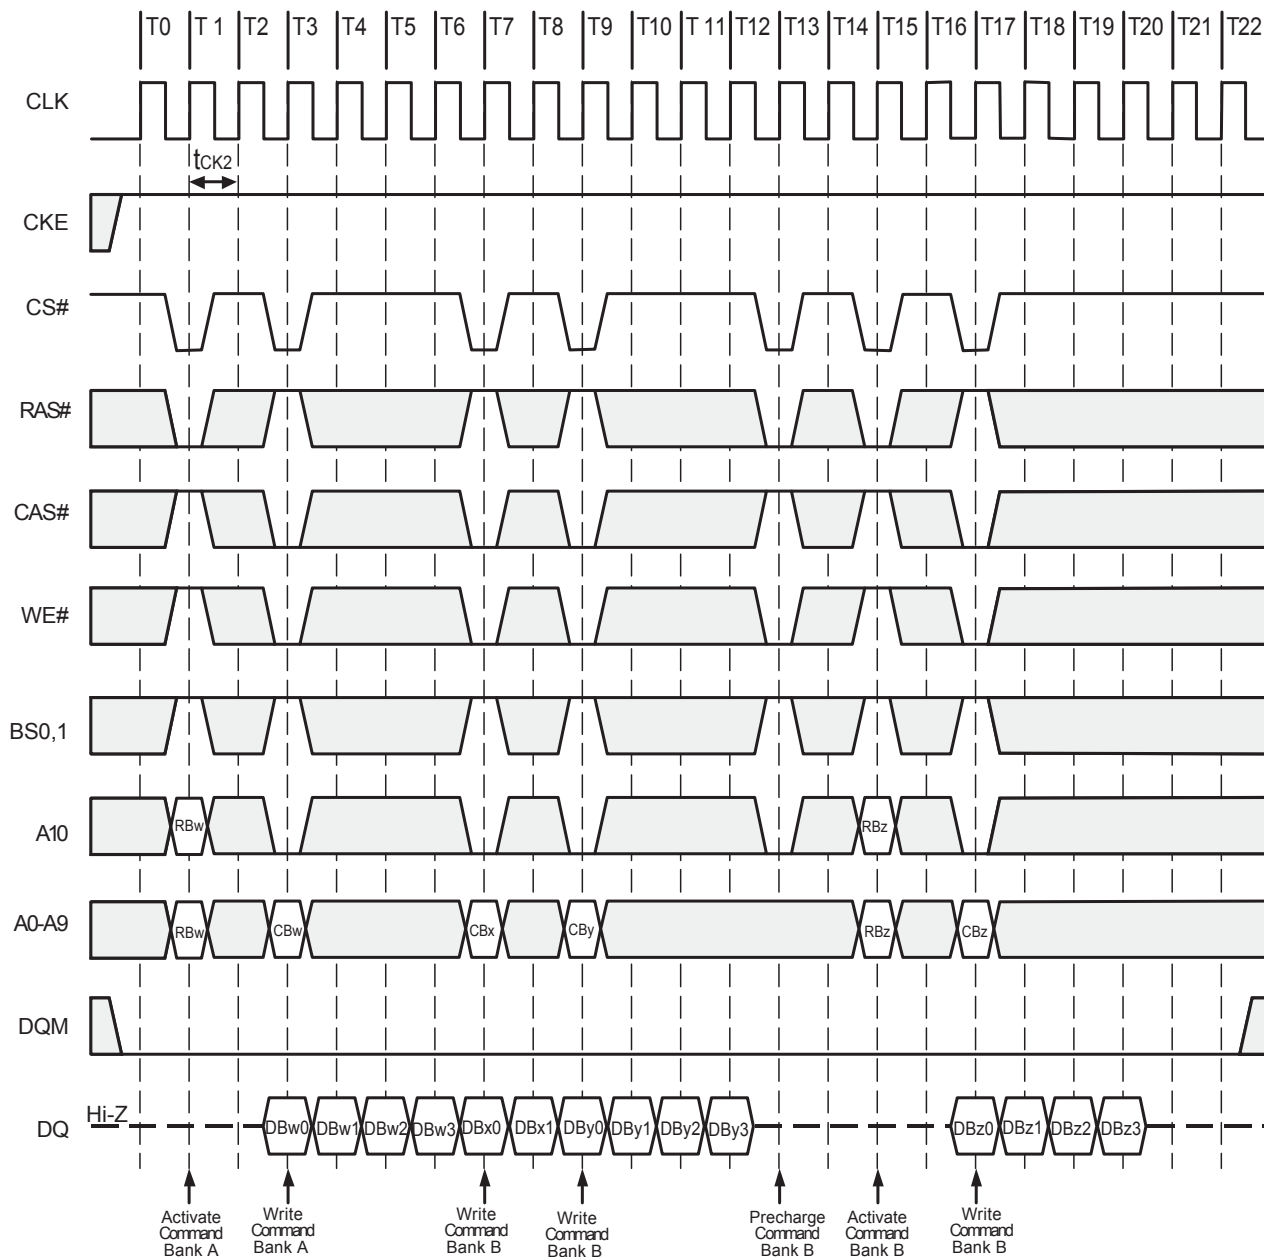 T0 T 1 T2 T3 T4 T5 T6 T7 T8 T9 T10 T 11 T12 T13 T14 T15 T16 T17 T18 T19 T20 T21 T22
CLK
tCK2
CKE
CS#
RAS#
CAS#
WE#
BS0,1
A10 RBw RBz
A0-A9 RBw CBw CBx CBy RBz CBz
DQM
Hi-Z
DQ DBw0 DBw1 DBw2 DBw3 DBx0 DBx1 DBy0 DBy1 DBy2 DBy3 DBz0 DBz1 DBz2 DBz3
Activate
Command
Bank A
Write
Command
Bank A
Write
Command
Bank B
Write
Command
Bank B
Precharge
Command
Bank B
Activate
Command
Bank B
Write
Command
Bank B